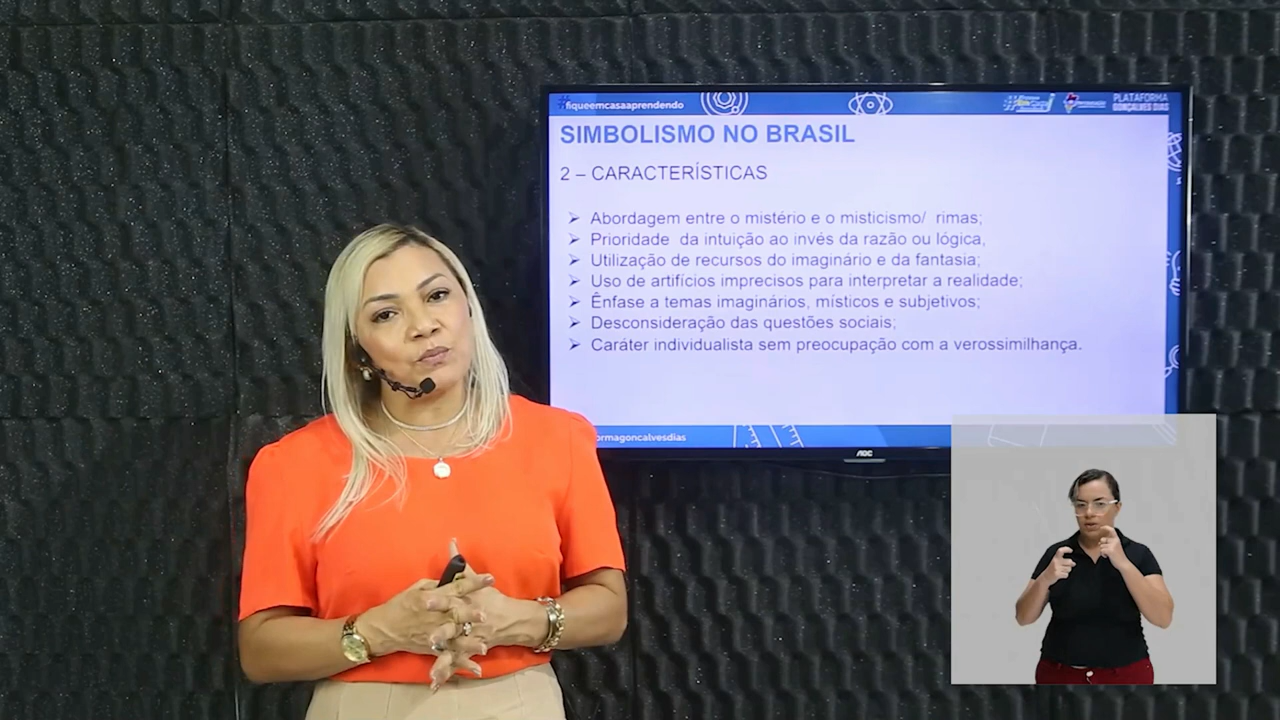 #fiqueemcasaaprendendo
PLATAFORMA
GONÇALVES DIAS
SIMBOLISMO NO BRASIL
2 – CARACTERÍSTICAS
➢ Abordagem entre o mistério e o misticismo/ rimas;
➢ Prioridade da intuição ao invés da razão ou lógica,
➢ Utilização de recursos do imaginário e da fantasia;
➢ Uso de artifícios imprecisos para interpretar a realidade;
➢ Ênfase a temas imaginários, místicos e subjetivos;
➢ Desconsideração das questões sociais;
➢ Caráter individualista sem preocupação com a verossimilhança.
ormagoncalvesdias
AOC